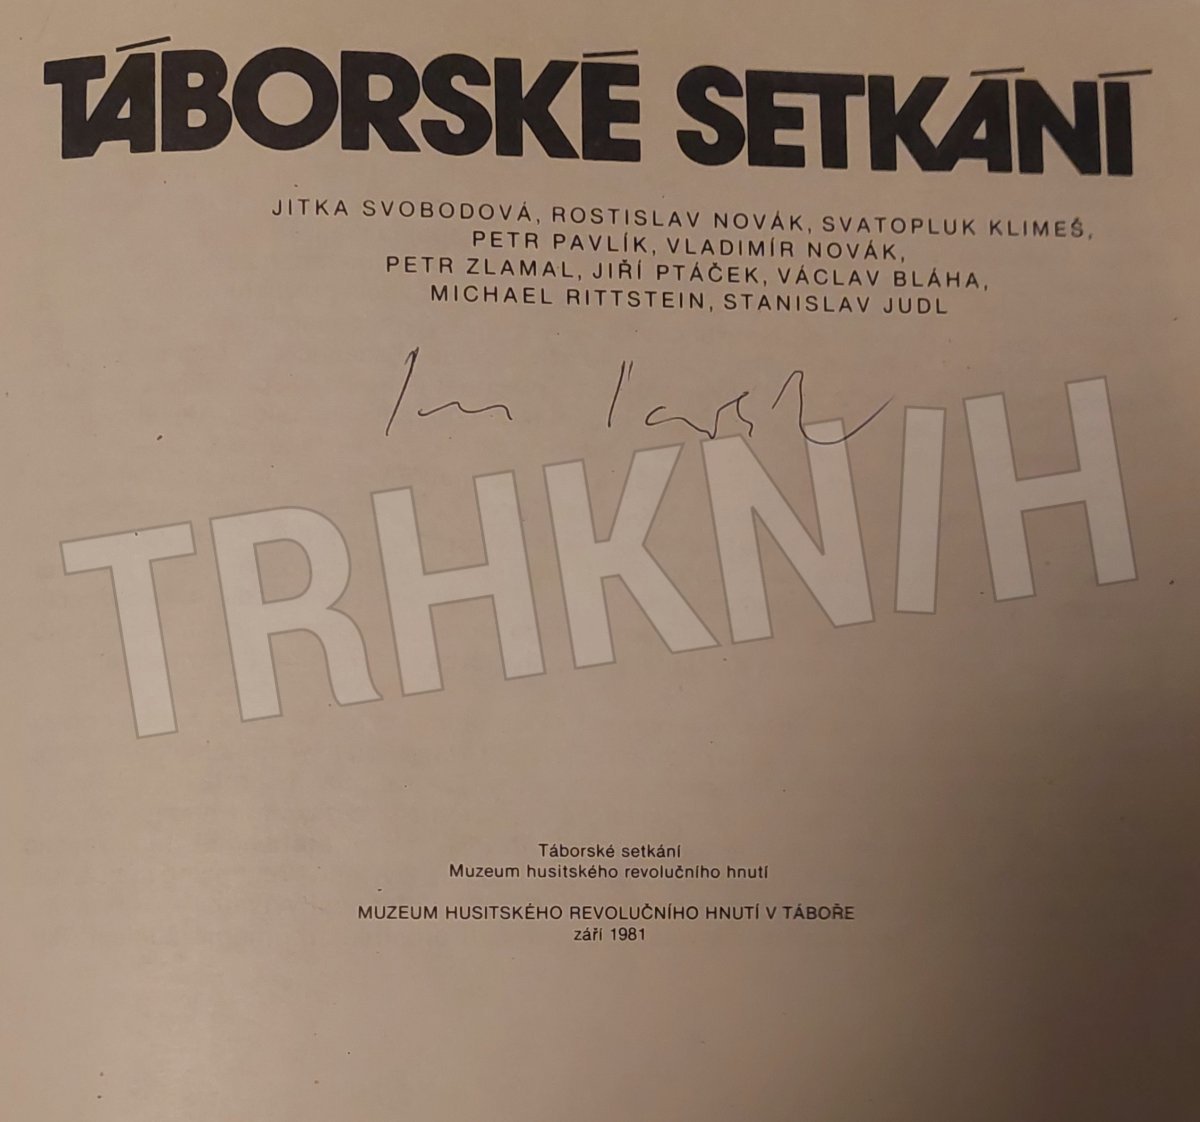 TÁBORSKÉ SETKÁNÍ
JITKA SVOBODOVÁ, ROSTISLAV NOVÁK, SVATOPLUK KLIMEŠ,
PETR PAVLÍK, VLADIMÍR NOVÁK,
PETR ZLAMAL, JIŘÍ PTÁČEK, VÁCLAV BLÁHA,
MICHAEL RITTSTEIN, STANISLAV JUDL
TRHKNIH
Táborské setkání
Muzeum husitského revolučního hnutí
MUZEUM HUSITSKÉHO REVOLUČNÍHO HNUTÍ V TÁBOŘE
září 1981